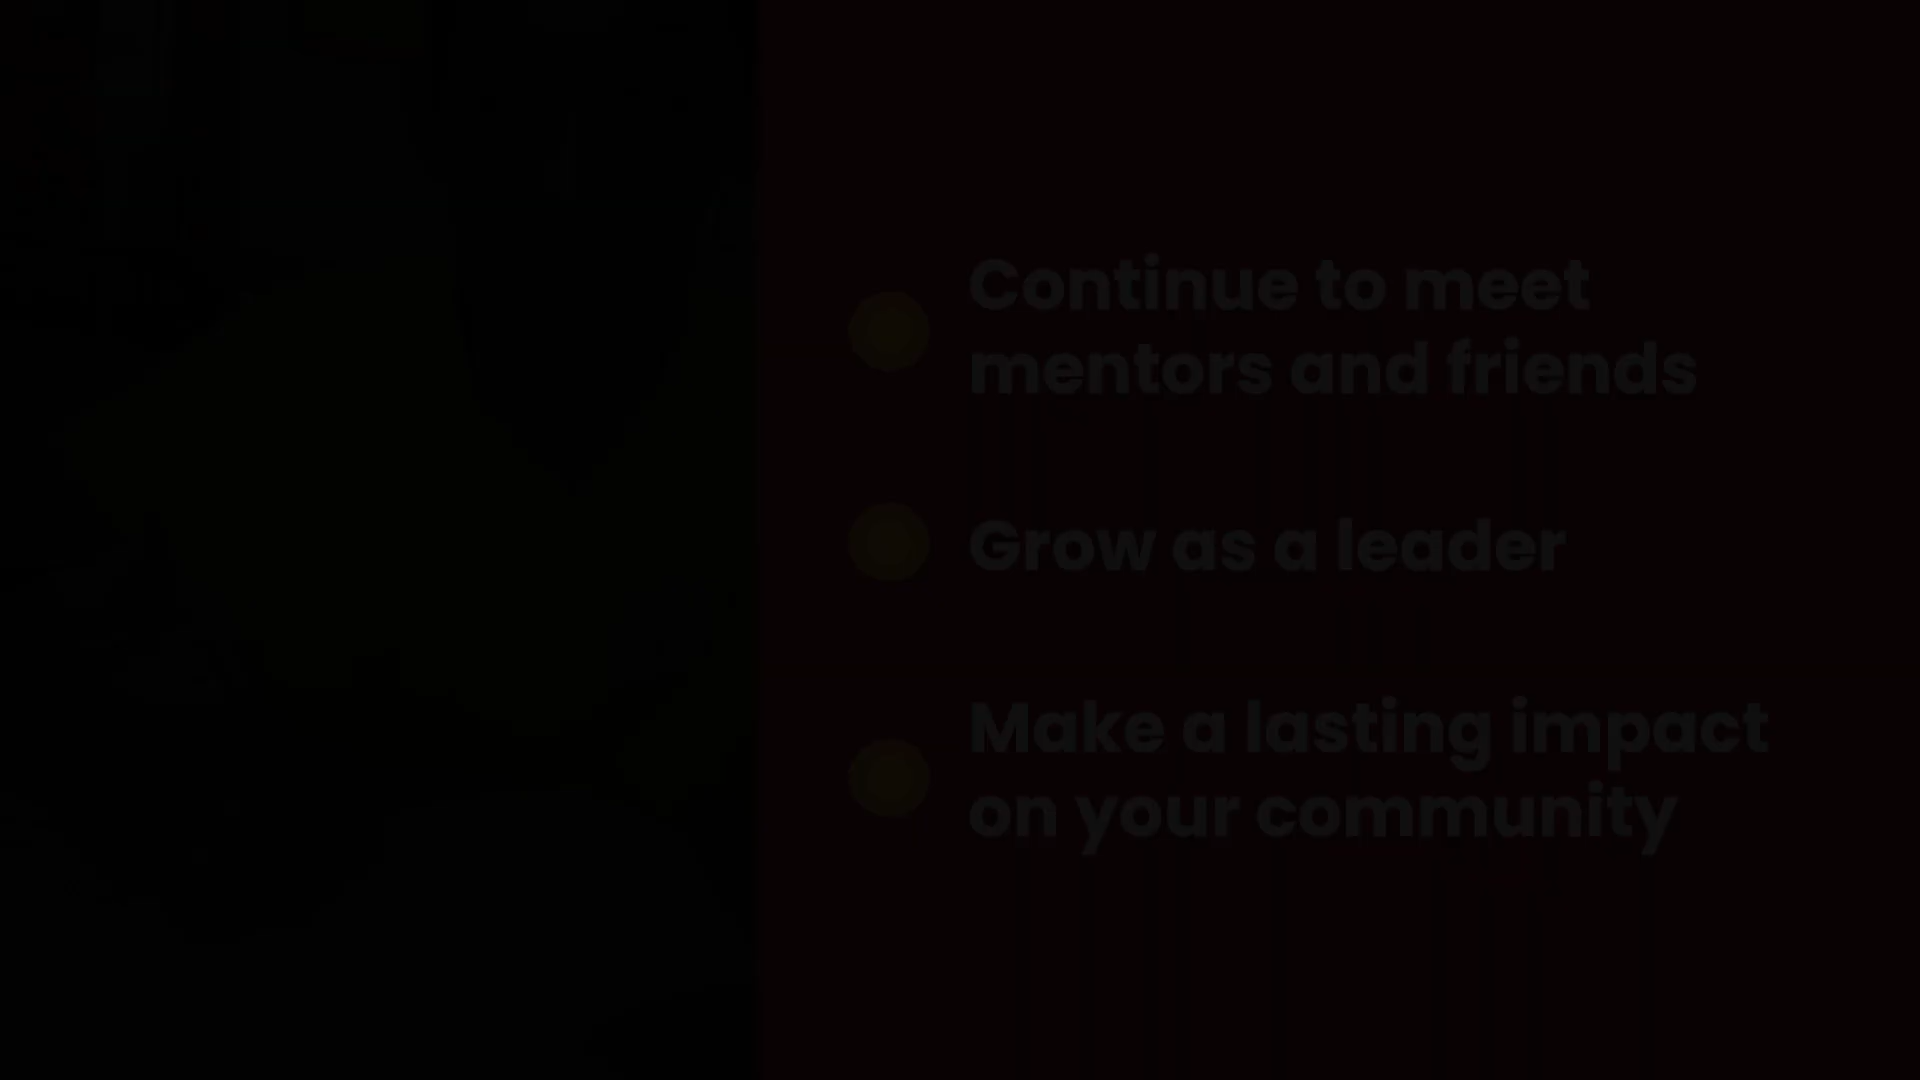 Continue to meet
mentors and friends
Grow as a leader
Make a lasting impact
on your community